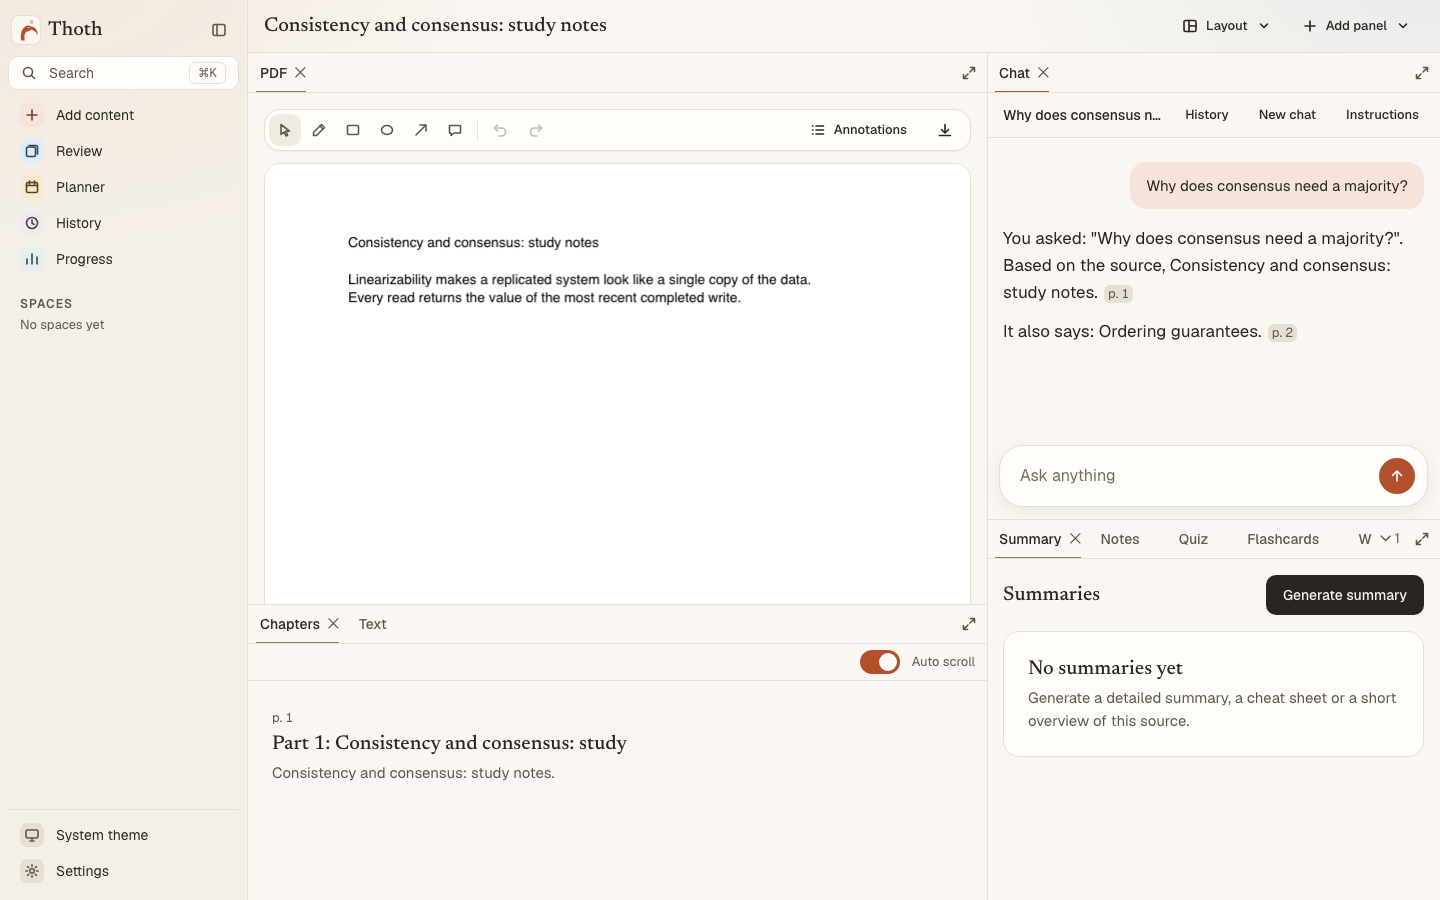 Thoth
Search ⌘K
Add content
Review
Planner
History
Progress
SPACES
No spaces yet
System theme
Settings
Consistency and consensus: study notes
Layout
Add panel
PDF
Annotations
Consistency and consensus: study notes
Linearizability makes a replicated system look like a single copy of the data.
Every read returns the value of the most recent completed write.
Chapters Text
Auto scroll
p. 1
Part 1: Consistency and consensus: study
Consistency and consensus: study notes.
Chat
Why does consensus n... History New chat Instructions
Why does consensus need a majority?
You asked: "Why does consensus need a majority?".
Based on the source, Consistency and consensus:
study notes. p. 1
It also says: Ordering guarantees. p. 2
Ask anything
Summary Notes Quiz Flashcards W 1
Summaries
Generate summary
No summaries yet
Generate a detailed summary, a cheat sheet or a short
overview of this source.